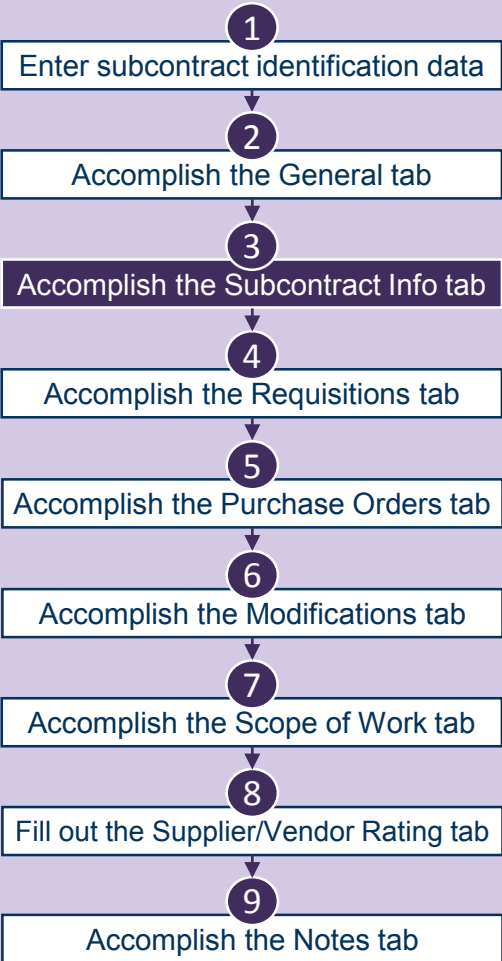 1
Enter subcontract identification data
2
Accomplish the General tab
3
Accomplish the Subcontract Info tab
4
Accomplish the Requisitions tab
5
Accomplish the Purchase Orders tab
6
Accomplish the Modifications tab
7
Accomplish the Scope of Work tab
8
Fill out the Supplier/Vendor Rating tab
9
Accomplish the Notes tab